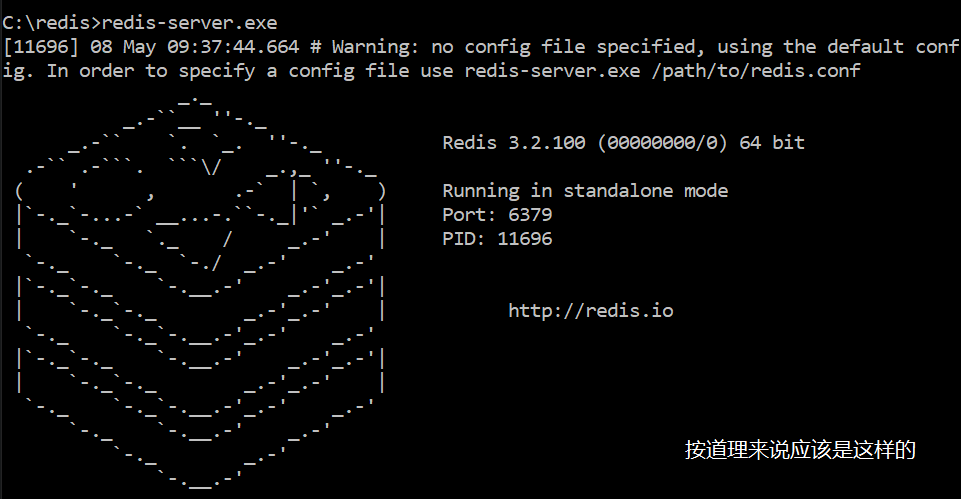 C:\redis>redis-server.exe
[11696] 08 May 09:37:44.664 # Warning: no config file specified, using the default conf
ig. In order to specify a config file use redis-server.exe /path/to/redis.conf
Redis 3.2.100 (00000000/0) 64 bit
Running in standalone mode
Port: 6379
PID: 11696
http://redis.io
按道理来说应该是这样的